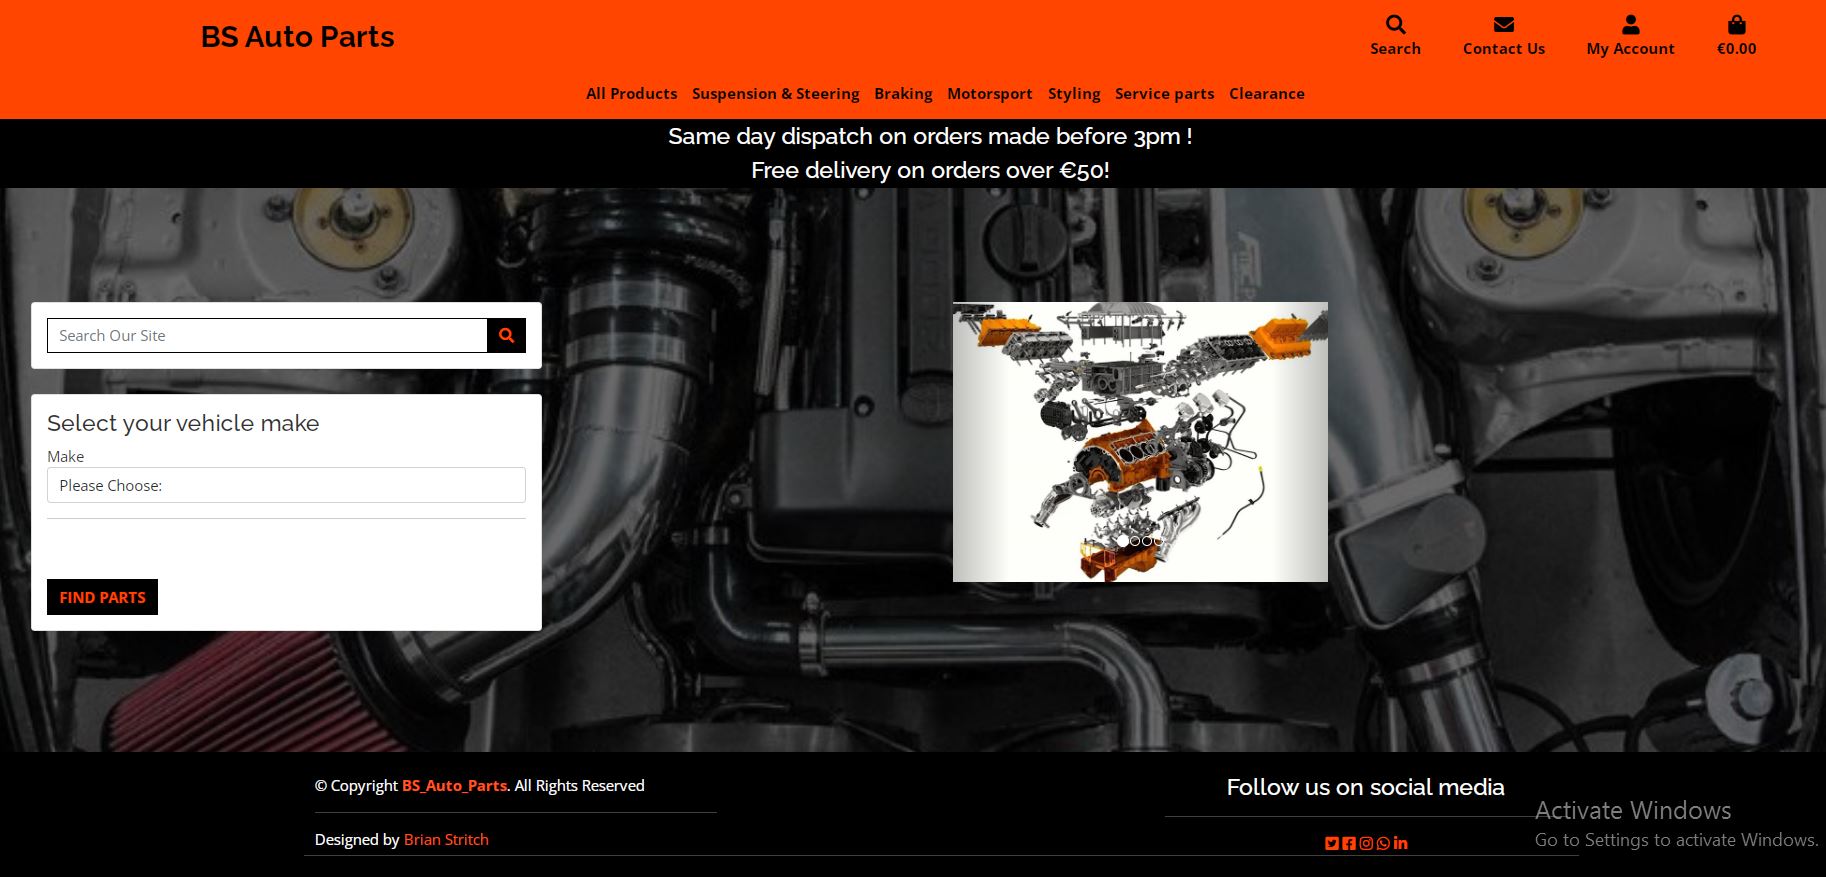 BS Auto Parts
Search
Contact Us
My Account
€0.00
All Products
Suspension & Steering
Braking
Motorsport
Styling
Service parts
Clearance
Same day dispatch on orders made before 3pm !
Free delivery on orders over €50!
Search Our Site
Select your vehicle make
Make
Please Choose:
FIND PARTS
© Copyright BS_Auto_Parts. All Rights Reserved
Designed by Brian Stritch
Follow us on social media
Activate Windows
Go to Settings to activate Windows.